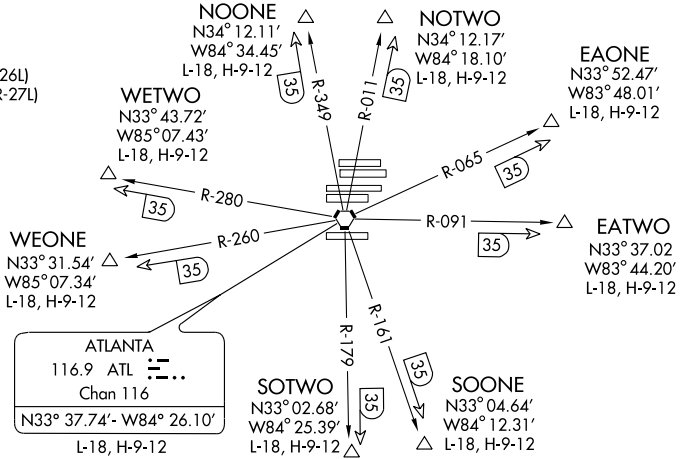 26L)
R-27L)
NOONE
N34° 12.11'
W84° 34.45'
L-18, H-9-12
35
R-349
NOTWO
N34° 12.17'
W84° 18.10'
L-18, H-9-12
35
R-011
EAONE
N33° 52.47'
W83° 48.01'
L-18, H-9-12
35
R-065
WETWO
N33° 43.72'
W85° 07.43'
L-18, H-9-12
35
R-280
WEONE
N33° 31.54'
W85° 07.34'
L-18, H-9-12
35
R-260
R-091
35
EATWO
N33° 37.02
W83° 44.20'
L-18, H-9-12
R-179
35
R-161
35
ATLANTA
116.9 ATL
Chan 116
N33° 37.74'- W84° 26.10'
L-18, H-9-12
SOTWO
N33° 02.68'
W84° 25.39'
L-18, H-9-12
SOONE
N33° 04.64'
W84° 12.31'
L-18, H-9-12